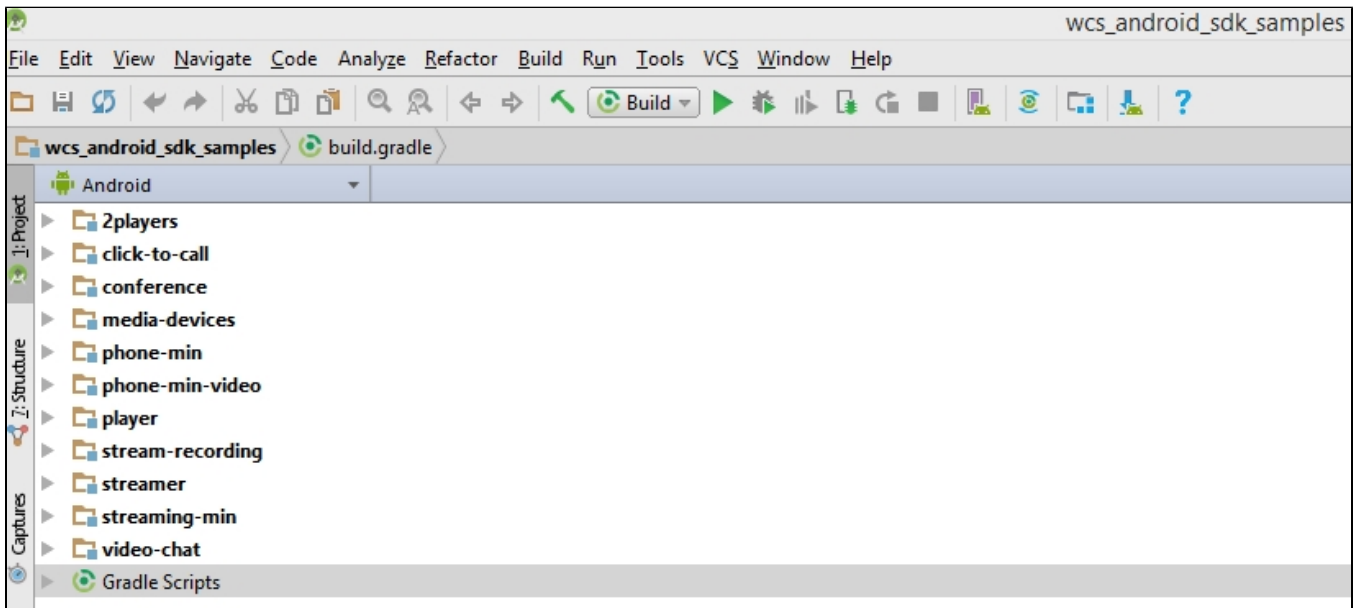 wcs_android_sdk_samples
File Edit View Navigate Code Analyze Refactor Build Run Tools VCS Window Help
Build
?
wcs_android_sdk_samples build.gradle
Android
1: Project
7: Structure
Captures
2players
click-to-call
conference
media-devices
phone-min
phone-min-video
player
stream-recording
streamer
streaming-min
video-chat
Gradle Scripts